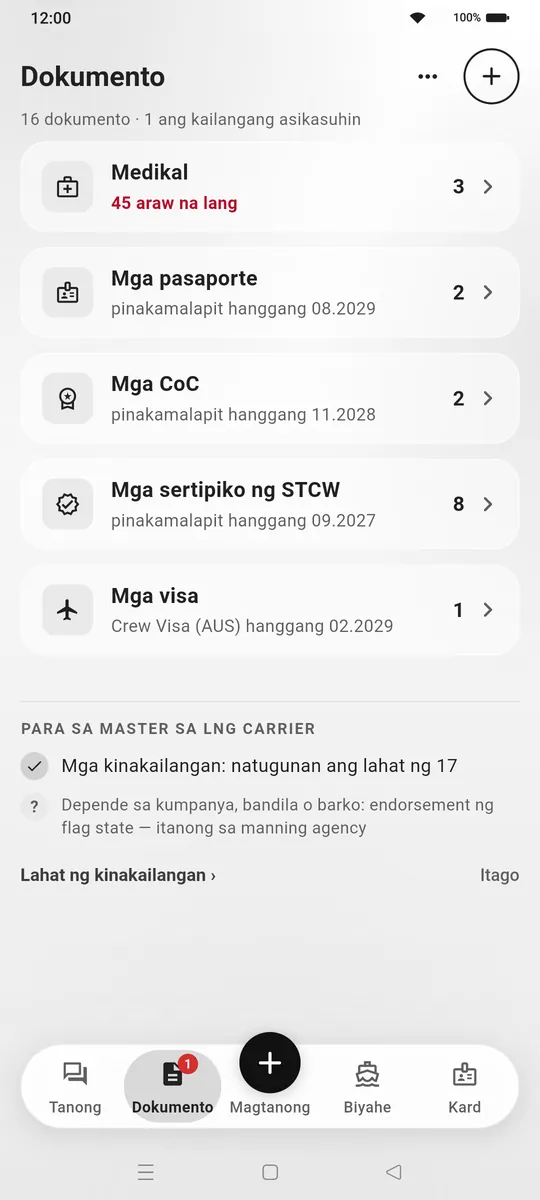 12:00
100%
Dokumento
16 dokumento · 1 ang kailangang asikasuhin
Medikal
45 araw na lang
3
Mga pasaporte
pinakamalapit hanggang 08.2029
2
Mga CoC
pinakamalapit hanggang 11.2028
2
Mga sertipiko ng STCW
pinakamalapit hanggang 09.2027
8
Mga visa
Crew Visa (AUS) hanggang 02.2029
1
PARA SA MASTER SA LNG CARRIER
Mga kinakailangan: natugunan ang lahat ng 17
? Depende sa kumpanya, bandila o barko: endorsement ng
flag state — itanong sa manning agency
Lahat ng kinakailangan ›
Itago
1
Tanong
Dokumento
Magtanong
Biyahe
Kard